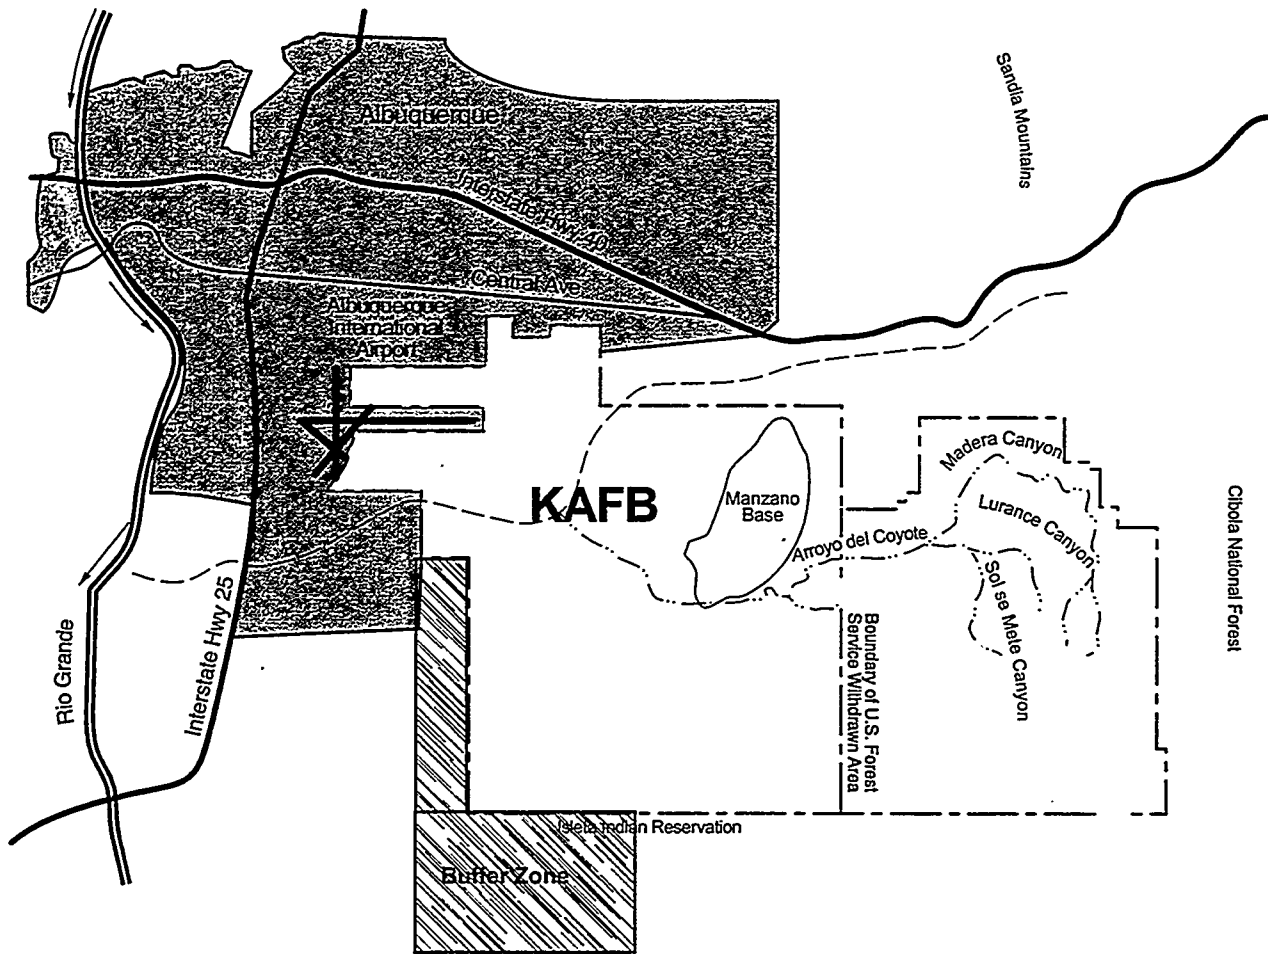 Sandia Mountains
Albuquerque
Interstate Hwy 40
Central Ave
Albuquerque
International
Airport
Madera Canyon
KAFB
Manzano
Base
Lurance Canyon
Cibola National Forest
Arroyo del Coyote
Sol se Mete Canyon
Interstate Hwy 25
Rio Grande
Boundary of U.S. Forest
Service Withdrawn Area
Isleta Indian Reservation
Buffer Zone